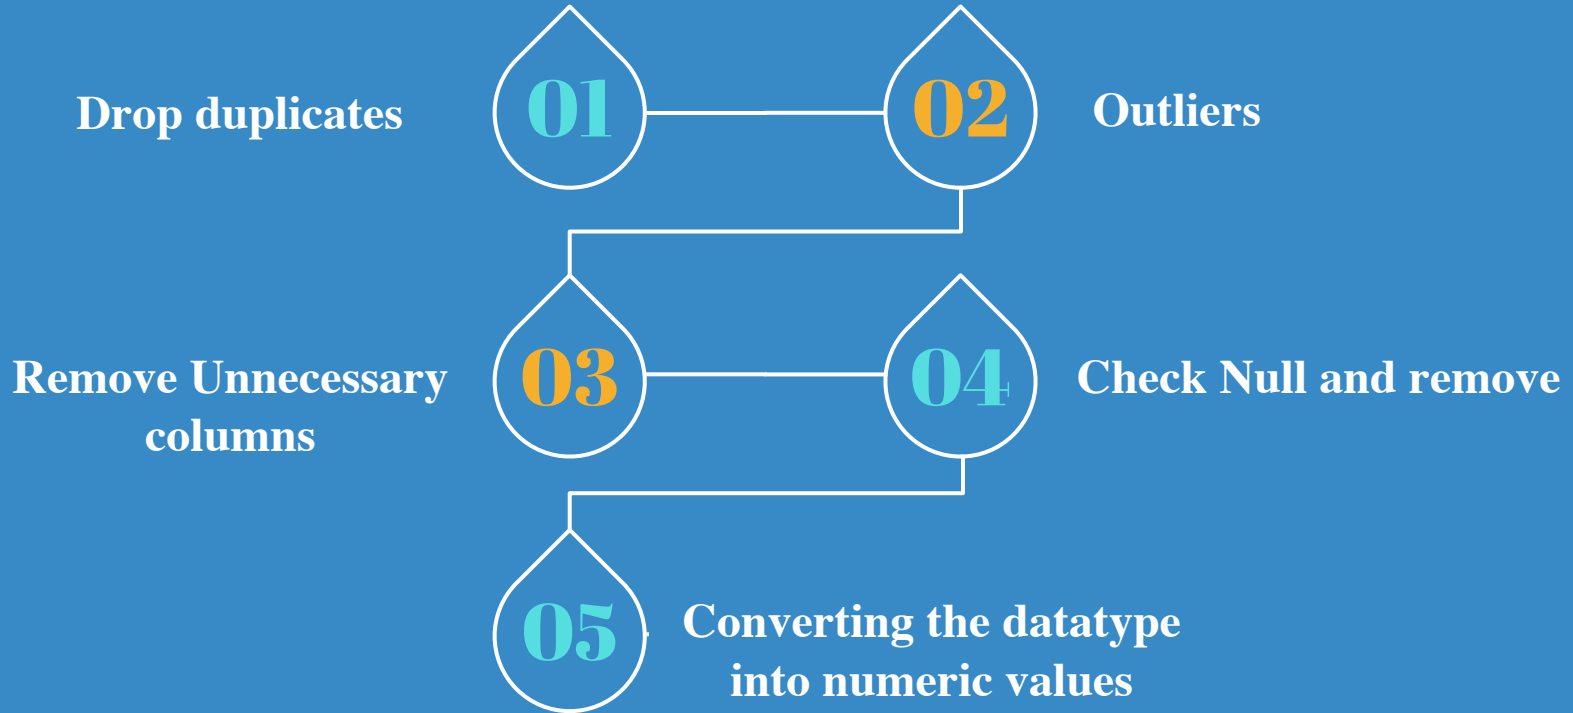 Drop duplicates
01
02
Outliers
Remove Unnecessary
columns
03
04
Check Null and remove
05
Converting the datatype
into numeric values